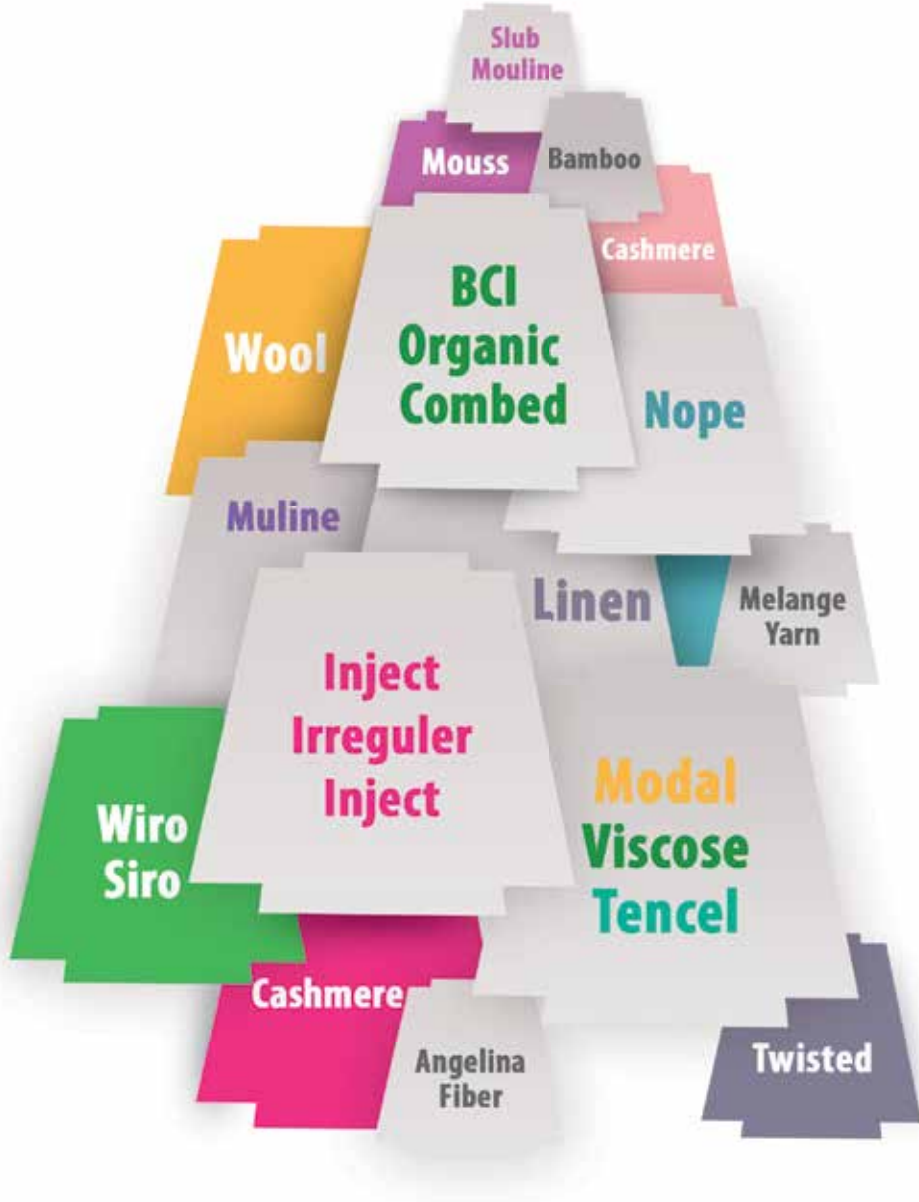 Slub
Mouline
Mouss
Bamboo
Cashmere
BCI
Organic
Combed
Wool
Nope
Muline
Linen
Melange
Yarn
Inject
Irreguler
Inject
Modal
Viscose
Tencel
Wiro
Siro
Cashmere
Angelina
Fiber
Twisted